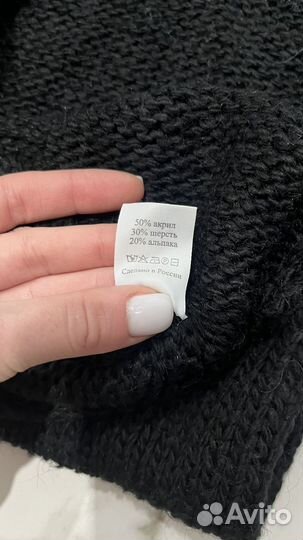 50% акрил
30% шерсть
20% альпака
Сделано в России
Avito